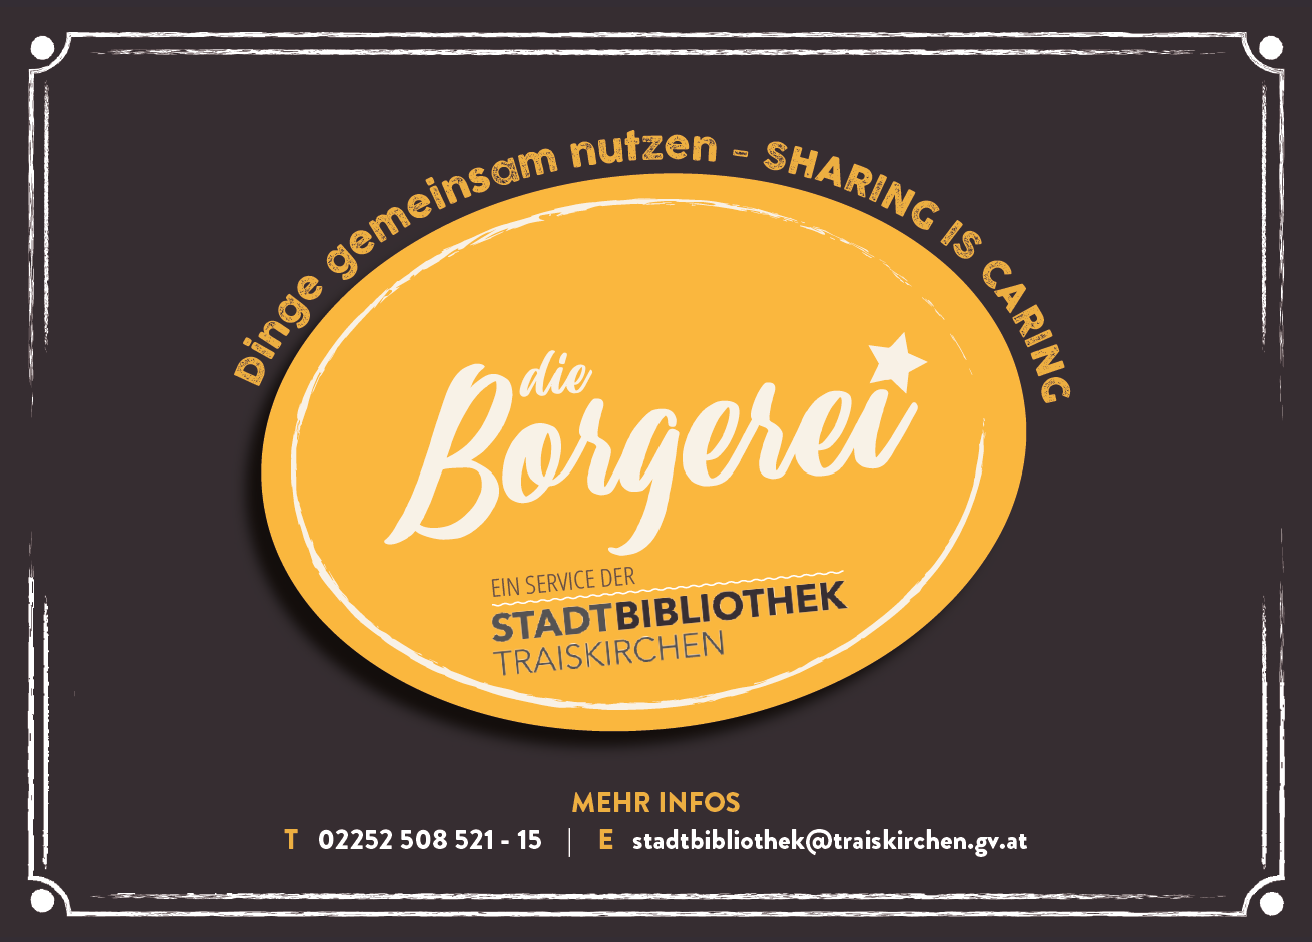 Dinge gemeinsam nutzen - SHARING IS CARING
die
Borgerei
EIN SERVICE DER
STADTBIBLIOTHEK
TRAISKIRCHEN
MEHR INFOS
T 02252 508 521 - 15 | E stadtbibliothek@traiskirchen.gv.at